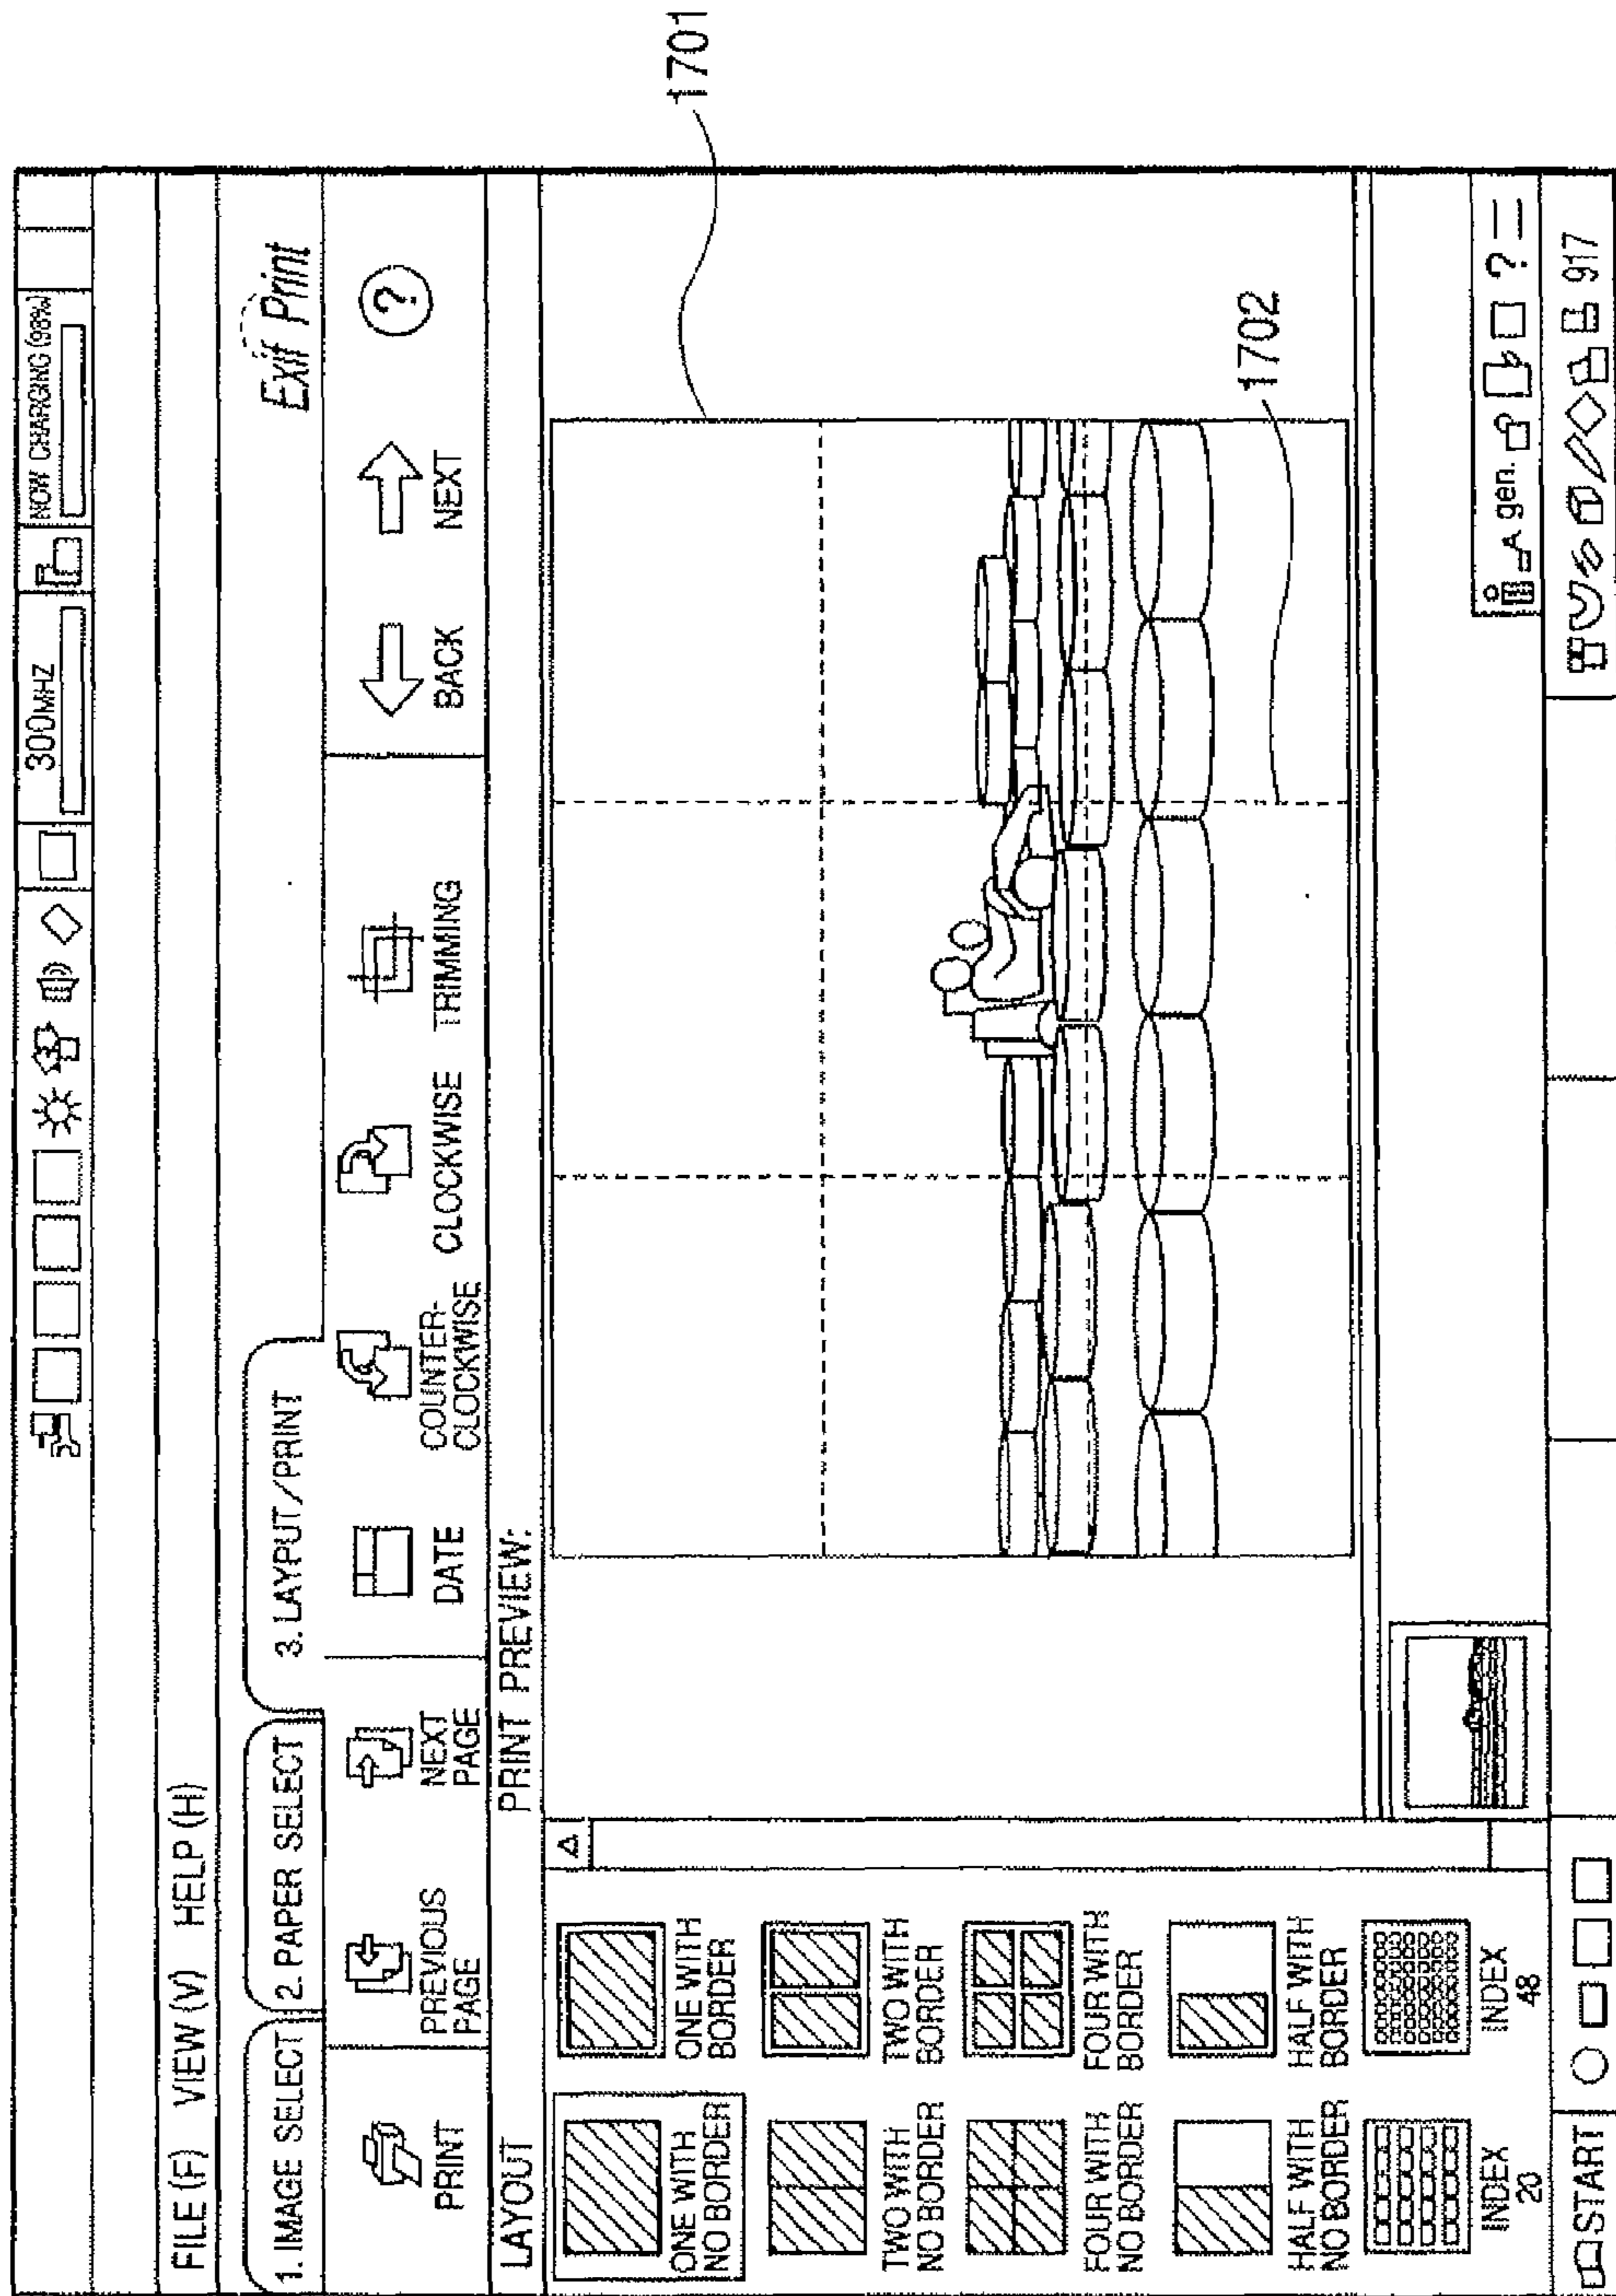 300MHZ
NOW CHARGING (98%)
FILE (F) VIEW (V) HELP (H)
1. IMAGE SELECT
2. PAPER SELECT
3. LAYPUT/PRINT
Exif Print
PRINT
PREVIOUS
PAGE
NEXT
PAGE
DATE
COUNTER-
CLOCKWISE
CLOCKWISE
TRIMMING
BACK
NEXT
?
LAYOUT
PRINT PREVIEW:
ONE WITH
NO BORDER
ONE WITH
BORDER
TWO WITH
NO BORDER
TWO WITH
BORDER
FOUR WITH
NO BORDER
FOUR WITH
BORDER
HALF WITH
NO BORDER
HALF WITH
BORDER
INDEX
20
INDEX
48
1701
1702
A gen. ?
START
917